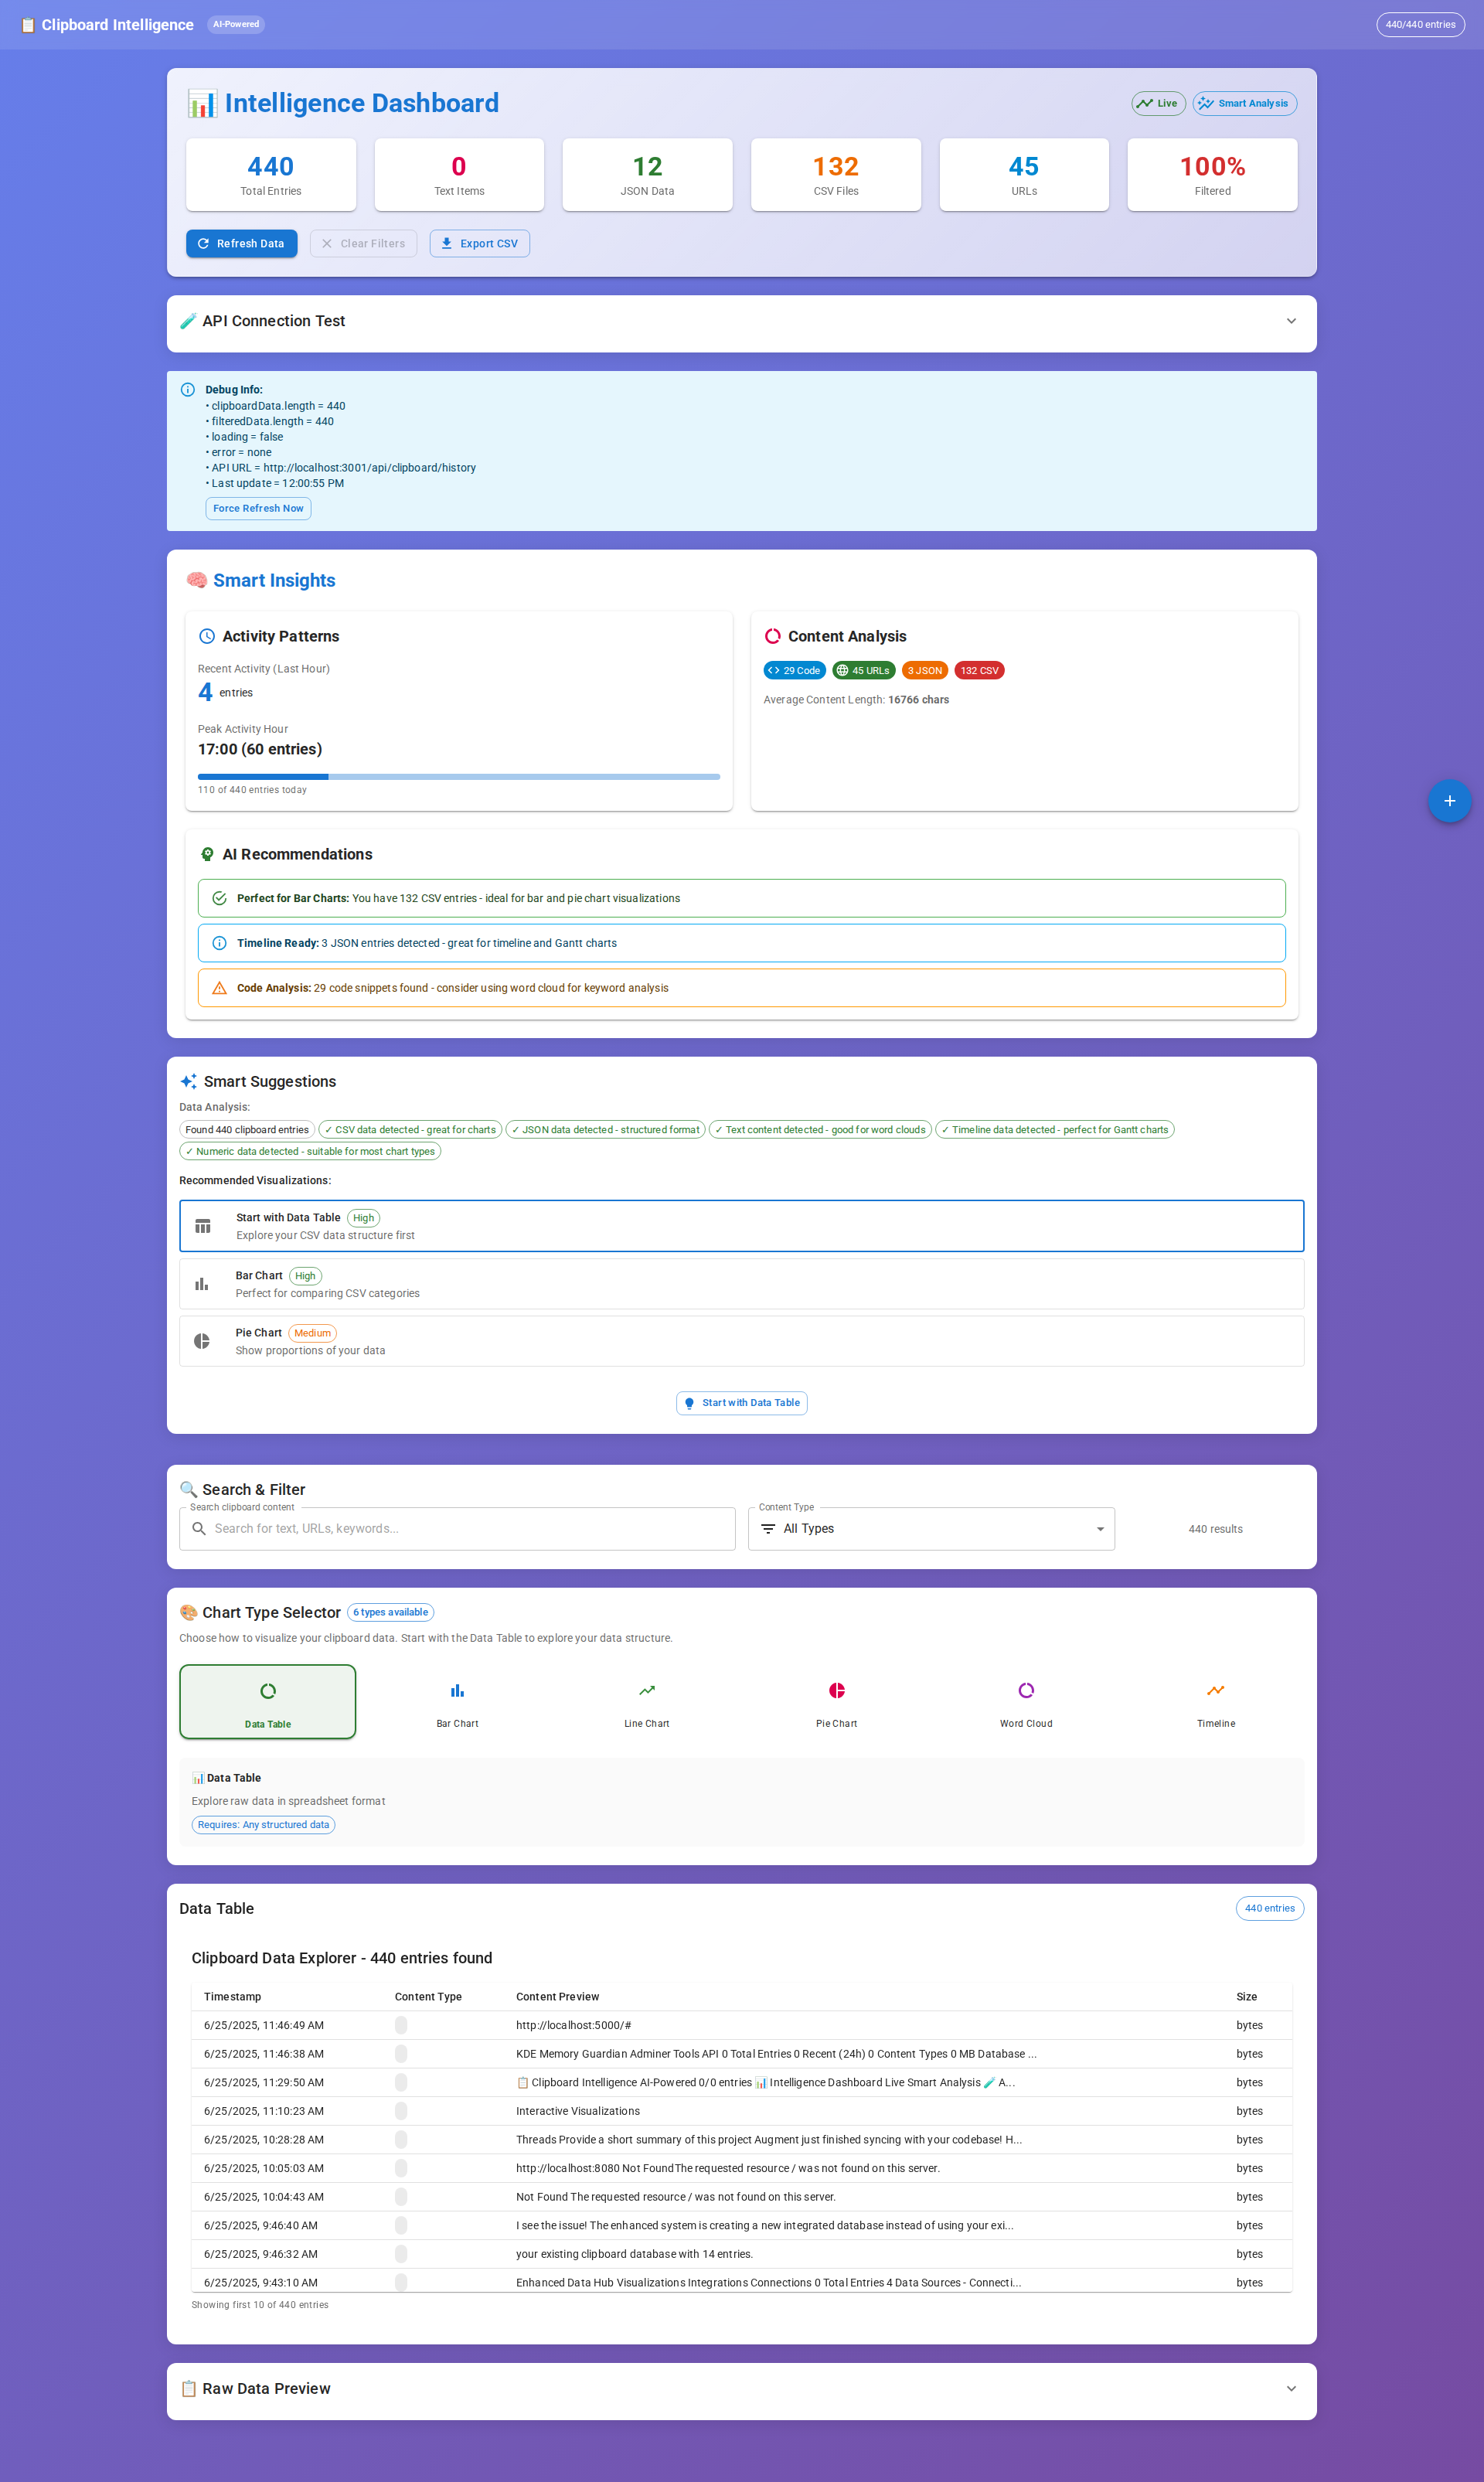 📋 Clipboard Intelligence AI-Powered 440/440 entries
📊 Intelligence Dashboard Live Smart Analysis
440 0 12 132 45 100%
Total Entries Text Items JSON Data CSV Files URLs Filtered
Refresh Data Clear Filters Export CSV
🧪 API Connection Test
Debug Info:
• clipboardData.length = 440
• filteredData.length = 440
• loading = false
• error = none
• API URL = http://localhost:3001/api/clipboard/history
• Last update = 12:00:55 PM
Force Refresh Now
🧠 Smart Insights
Activity Patterns
Recent Activity (Last Hour)
4 entries
Peak Activity Hour
17:00 (60 entries)
110 of 440 entries today
Content Analysis
29 Code 45 URLs 3 JSON 132 CSV
Average Content Length: 16766 chars
AI Recommendations
Perfect for Bar Charts: You have 132 CSV entries - ideal for bar and pie chart visualizations
Timeline Ready: 3 JSON entries detected - great for timeline and Gantt charts
Code Analysis: 29 code snippets found - consider using word cloud for keyword analysis
Smart Suggestions
Data Analysis:
Found 440 clipboard entries ✓ CSV data detected - great for charts ✓ JSON data detected - structured format ✓ Text content detected - good for word clouds ✓ Timeline data detected - perfect for Gantt charts
✓ Numeric data detected - suitable for most chart types
Recommended Visualizations:
Start with Data Table High
Explore your CSV data structure first
Bar Chart High
Perfect for comparing CSV categories
Pie Chart Medium
Show proportions of your data
Start with Data Table
🔍 Search & Filter
Search clipboard content Content Type
Search for text, URLs, keywords... All Types 440 results
🎨 Chart Type Selector 6 types available
Choose how to visualize your clipboard data. Start with the Data Table to explore your data structure.
Data Table Bar Chart Line Chart Pie Chart Word Cloud Timeline
📊 Data Table
Explore raw data in spreadsheet format
Requires: Any structured data
Data Table 440 entries
Clipboard Data Explorer - 440 entries found
Timestamp Content Type Content Preview Size
6/25/2025, 11:46:49 AM http://localhost:5000/# bytes
6/25/2025, 11:46:38 AM KDE Memory Guardian Adminer Tools API 0 Total Entries 0 Recent (24h) 0 Content Types 0 MB Database ... bytes
6/25/2025, 11:29:50 AM 📋 Clipboard Intelligence AI-Powered 0/0 entries 📊 Intelligence Dashboard Live Smart Analysis 🧪 A... bytes
6/25/2025, 11:10:23 AM Interactive Visualizations bytes
6/25/2025, 10:28:28 AM Threads Provide a short summary of this project Augment just finished syncing with your codebase! H... bytes
6/25/2025, 10:05:03 AM http://localhost:8080 Not FoundThe requested resource / was not found on this server. bytes
6/25/2025, 10:04:43 AM Not Found The requested resource / was not found on this server. bytes
6/25/2025, 9:46:40 AM I see the issue! The enhanced system is creating a new integrated database instead of using your exi... bytes
6/25/2025, 9:46:32 AM your existing clipboard database with 14 entries. bytes
6/25/2025, 9:43:10 AM Enhanced Data Hub Visualizations Integrations Connections 0 Total Entries 4 Data Sources - Connecti... bytes
Showing first 10 of 440 entries
📋 Raw Data Preview